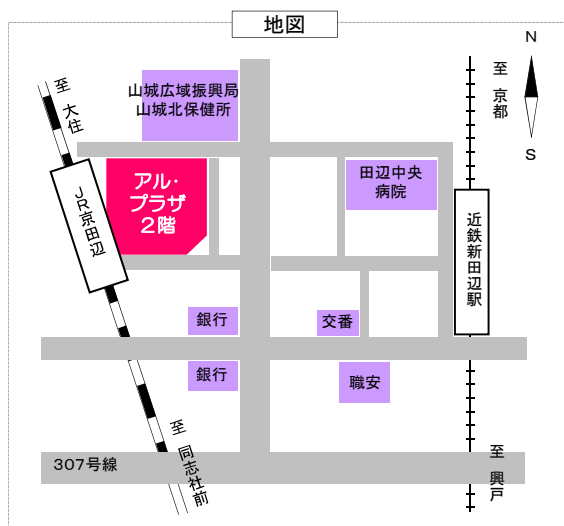 地図
N
S
至 京都
至 大住
山城広域振興局
山城北保健所
アル・
プラザ
2階
田辺中央
病院
JR京田辺
近鉄新田辺駅
銀行
交番
銀行
職安
至 同志社前
307号線
至 興戸